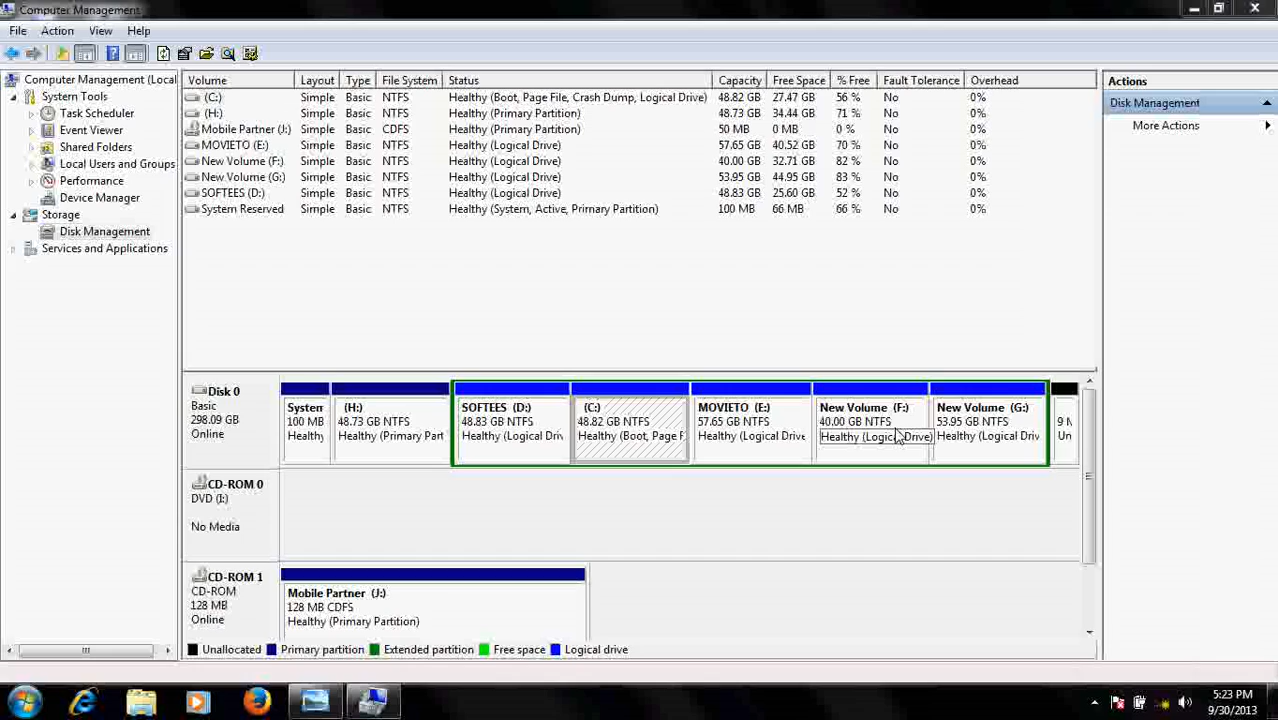 Computer Management
File Action View Help
Computer Management (Local
System Tools
Task Scheduler
Event Viewer
Shared Folders
Local Users and Groups
Performance
Device Manager
Storage
Disk Management
Services and Applications
Volume Layout Type File System Status Capacity Free Space % Free Fault Tolerance Overhead
(C:) Simple Basic NTFS Healthy (Boot, Page File, Crash Dump, Logical Drive) 48.82 GB 27.47 GB 56 % No 0%
(H:) Simple Basic NTFS Healthy (Primary Partition) 48.73 GB 34.44 GB 71 % No 0%
Mobile Partner (J:) Simple Basic CDFS Healthy (Primary Partition) 50 MB 0 MB 0 % No 0%
MOVIETO (E:) Simple Basic NTFS Healthy (Logical Drive) 57.65 GB 40.52 GB 70 % No 0%
New Volume (F:) Simple Basic NTFS Healthy (Logical Drive) 40.00 GB 32.71 GB 82 % No 0%
New Volume (G:) Simple Basic NTFS Healthy (Logical Drive) 53.95 GB 44.95 GB 83 % No 0%
SOFTEES (D:) Simple Basic NTFS Healthy (Logical Drive) 48.83 GB 25.60 GB 52 % No 0%
System Reserved Simple Basic NTFS Healthy (System, Active, Primary Partition) 100 MB 66 MB 66 % No 0%
Actions
Disk Management
More Actions
Disk 0
Basic
298.09 GB
Online
System
100 MB
Healthy
(H:)
48.73 GB NTFS
Healthy (Primary Part
SOFTEES (D:)
48.83 GB NTFS
Healthy (Logical Driv
(C:)
48.82 GB NTFS
Healthy (Boot, Page F
MOVIETO (E:)
57.65 GB NTFS
Healthy (Logical Drive
New Volume (F:)
40.00 GB NTFS
Healthy (Logical Drive)
New Volume (G:)
53.95 GB NTFS
Healthy (Logical Driv
9 M
Un
CD-ROM 0
DVD (I:)
No Media
CD-ROM 1
CD-ROM
128 MB
Online
Mobile Partner (J:)
128 MB CDFS
Healthy (Primary Partition)
Unallocated Primary partition Extended partition Free space Logical drive
5:23 PM
9/30/2013